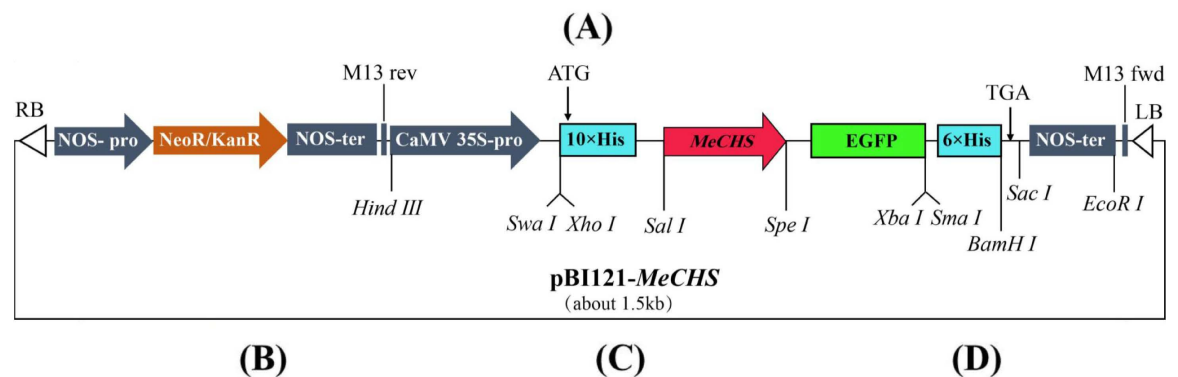 (A)
M13 rev
ATG
M13 fwd
TGA
RB
LB
NOS- pro
NeoR/KanR
NOS-ter
CaMV 35S-pro
10×His
MeCHS
EGFP
6×His
NOS-ter
Hind III
Swa I
Xho I
Sal I
Spe I
Xba I
Sma I
BamH I
Sac I
EcoR I
pBI121-MeCHS
(about 1.5kb)
(B)
(C)
(D)